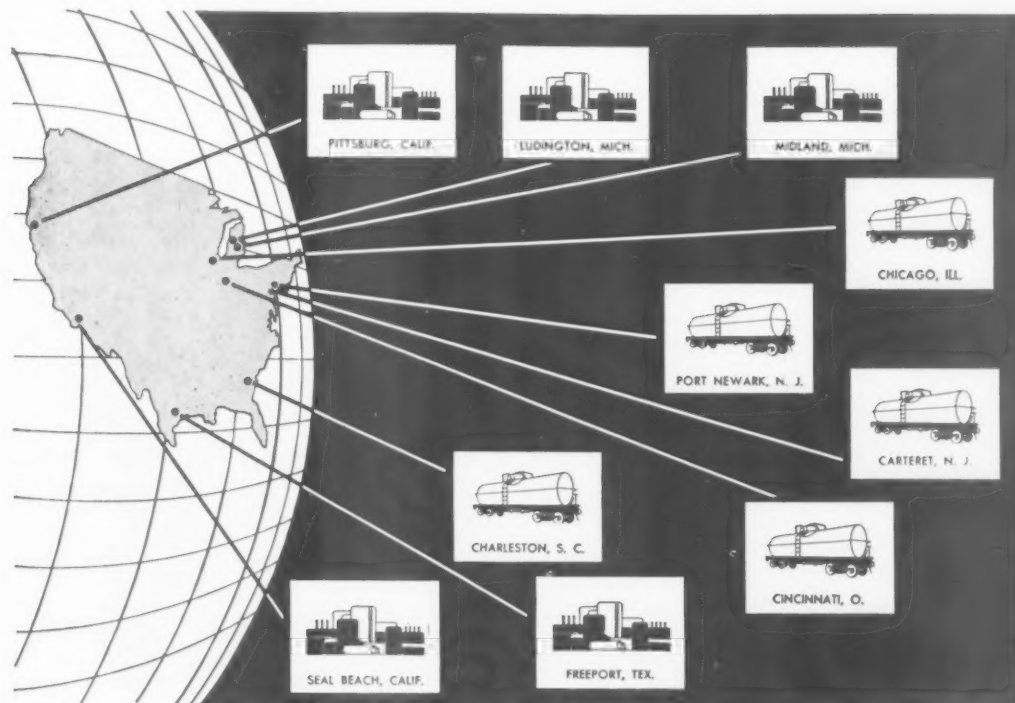 PITTSBURG, CALIF.
LUDINGTON, MICH.
MIDLAND, MICH.
CHICAGO, ILL.
PORT NEWARK, N. J.
CARTERET, N. J.
CHARLESTON, S. C.
CINCINNATI, O.
SEAL BEACH, CALIF.
FREEPORT, TEX.